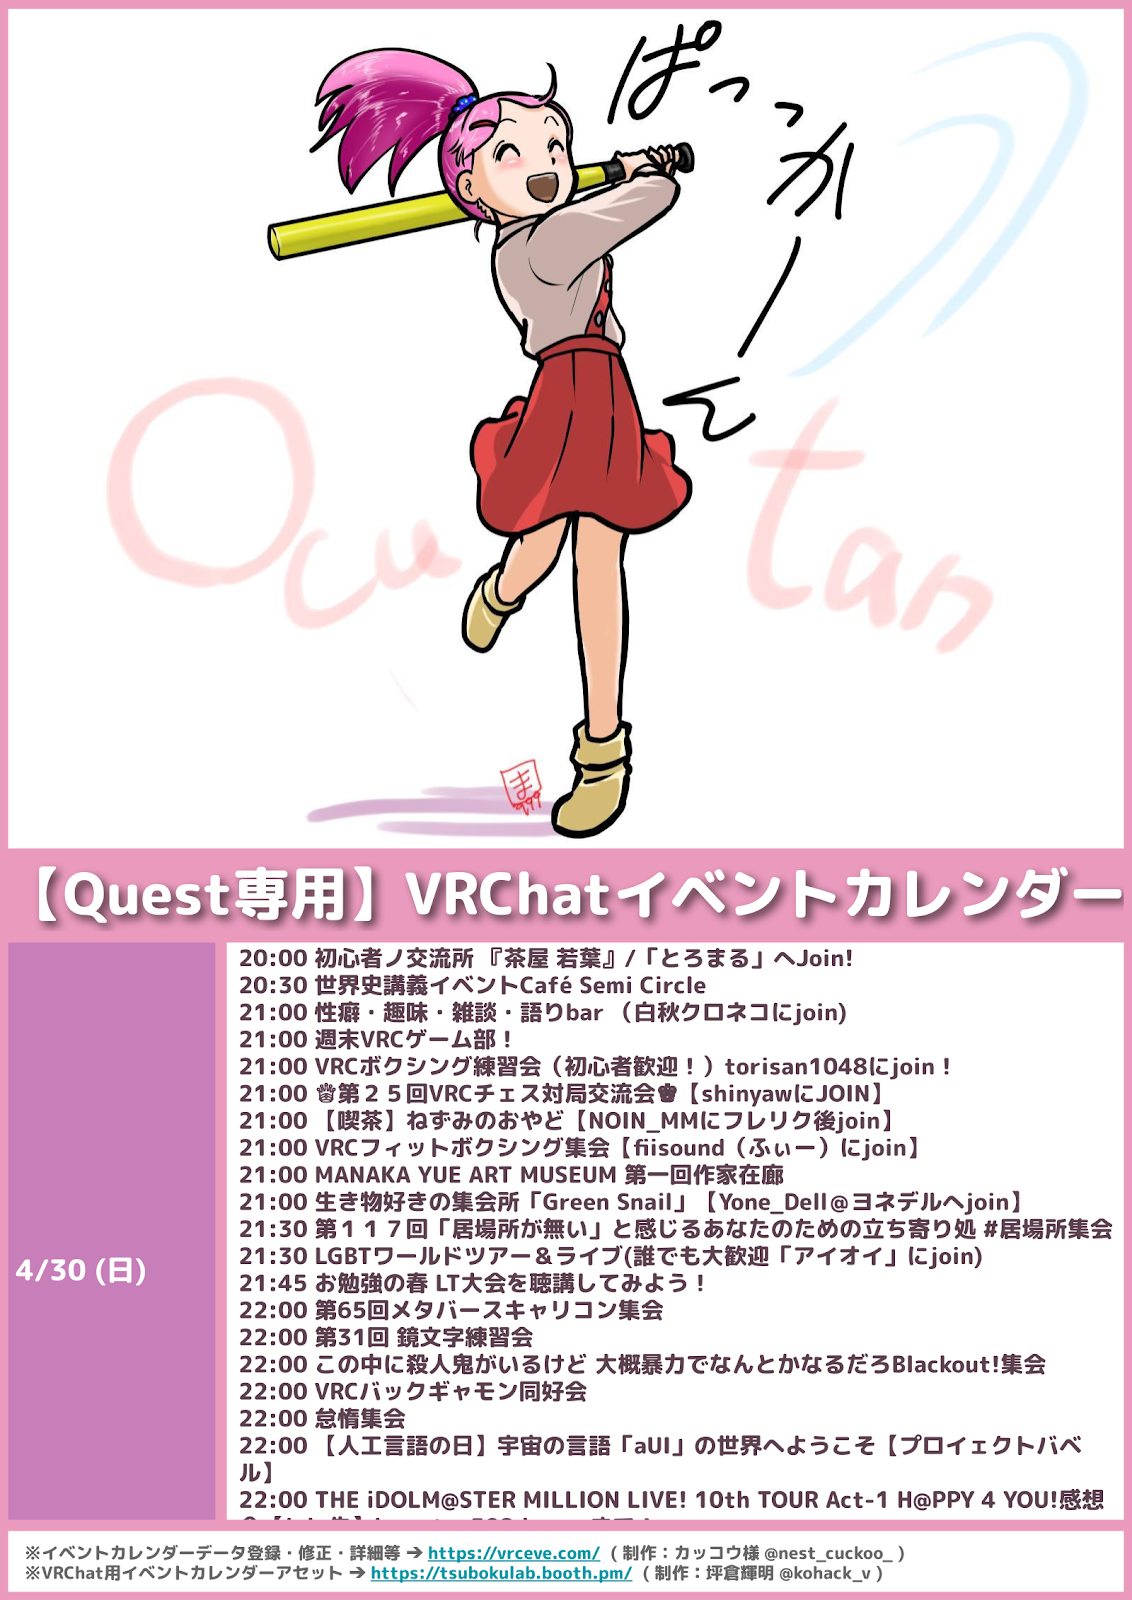 ぱっっかーん
Ocu tan
ま
999
【Quest専用】VRChatイベントカレンダー
4/30 (日)
20:00 初心者ノ交流所 『茶屋 若葉』/「とろまる」へJoin!
20:30 世界史講義イベントCafé Semi Circle
21:00 性癖・趣味・雑談・語りbar （白秋クロネコにjoin)
21:00 週末VRCゲーム部！
21:00 VRCボクシング練習会（初心者歓迎！）torisan1048にjoin！
21:00 ♕第２５回VRCチェス対局交流会♚【shinyawにJOIN】
21:00 【喫茶】ねずみのおやど【NOIN_MMにフレリク後join】
21:00 VRCフィットボクシング集会【fiisound（ふぃー）にjoin】
21:00 MANAKA YUE ART MUSEUM 第一回作家在廊
21:00 生き物好きの集会所「Green Snail」【Yone_Dell＠ヨネデルへjoin】
21:30 第１１７回「居場所が無い」と感じるあなたのための立ち寄り処 #居場所集会
21:30 LGBTワールドツアー＆ライブ(誰でも大歓迎「アイオイ」にjoin)
21:45 お勉強の春 LT大会を聴講してみよう！
22:00 第65回メタバースキャリコン集会
22:00 第31回 鏡文字練習会
22:00 この中に殺人鬼がいるけど 大概暴力でなんとかなるだろBlackout!集会
22:00 VRCバックギャモン同好会
22:00 怠惰集会
22:00 【人工言語の日】宇宙の言語「aUI」の世界へようこそ【プロイェクトバベ
ル】
22:00 THE iDOLM@STER MILLION LIVE! 10th TOUR Act-1 H@PPY 4 YOU!感想
※イベントカレンダーデータ登録・修正・詳細等 ➔ https://vrceve.com/ （ 制作：カッコウ様 @nest_cuckoo_ ）
※VRChat用イベントカレンダーアセット ➔ https://tsubokulab.booth.pm/ （ 制作：坪倉輝明 @kohack_v ）